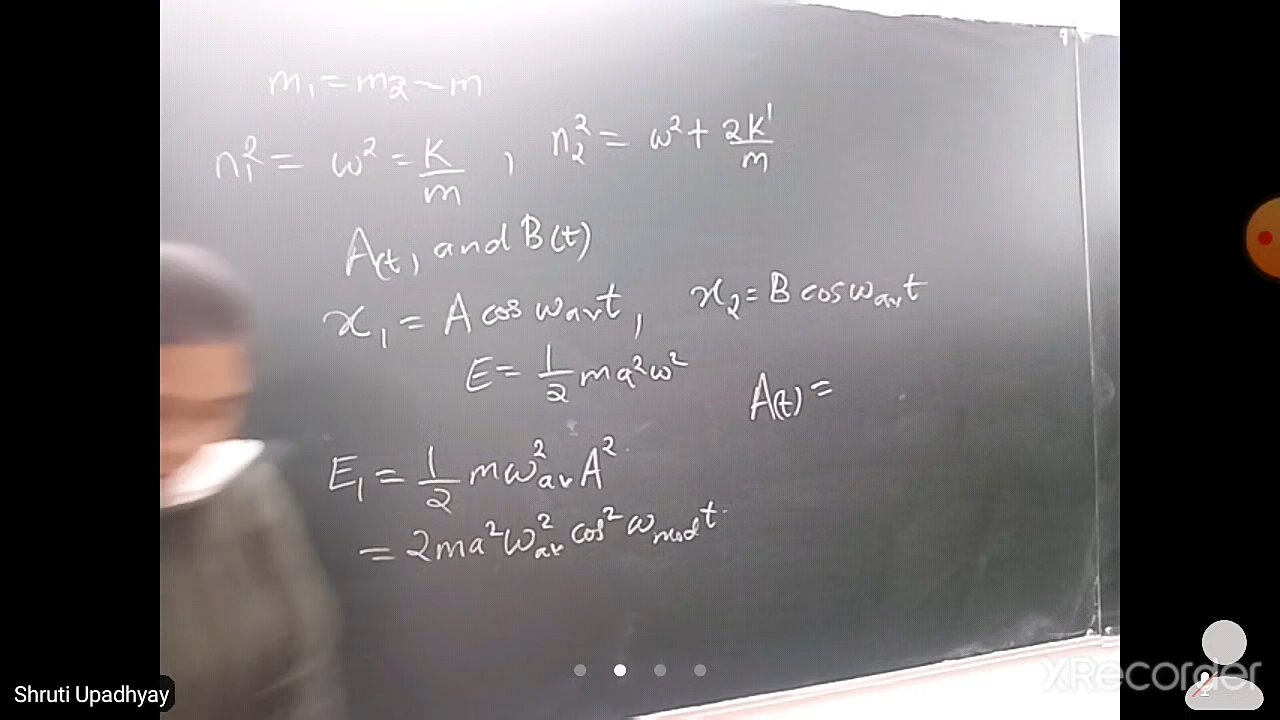 m₁ = m₂ ~ m
n₁² = ω² = K/m , n₂² = ω² + 2K'/m
A(t) and B(t)
x₁ = A cos ω_av t , x₂ = B cos ω_av t
E = 1/2 ma²ω²
A(t) =
E₁ = 1/2 mω²_av A²
= 2ma²ω²_av cos² ω_mod t
XRecorder
Shruti Upadhyay